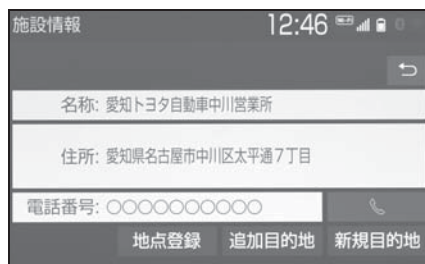 施設情報 12:46
名称: 愛知トヨタ自動車中川営業所
住所: 愛知県名古屋市中川区太平通7丁目
電話番号: ○○○○○○○○○○
地点登録 追加目的地 新規目的地